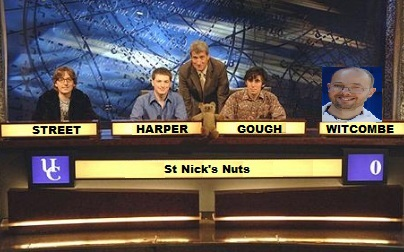 STREET HARPER GOUGH WITCOMBE
UC St Nick's Nuts 0